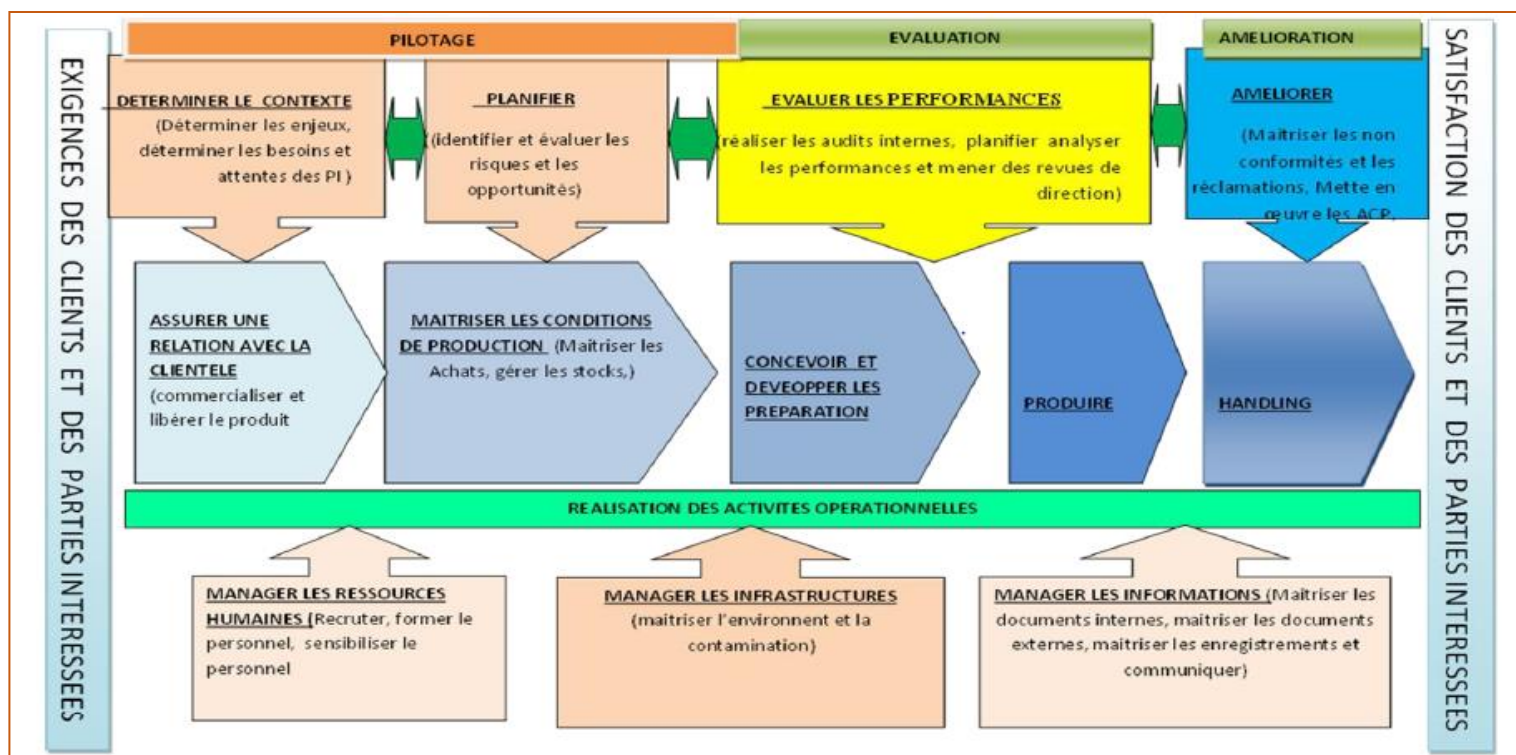 EXIGENCES DES CLIENTS ET DES PARTIES INTERESSEES
PILOTAGE
EVALUATION
AMELIORATION
DETERMINER LE CONTEXTE
(Déterminer les enjeux,
déterminer les besoins et
attentes des PI )
PLANIFIER
(identifier et évaluer les
risques et les
opportunités)
EVALUER LES PERFORMANCES
(réaliser les audits internes, planifier analyser
les performances et mener des revues de
direction)
AMELIORER
(Maitriser les non
conformités et les
réclamations. Mette en
œuvre les ACP,
ASSURER UNE
RELATION AVEC LA
CLIENTELE
(commercialiser et
libérer le produit
MAITRISER LES CONDITIONS
DE PRODUCTION (Maitriser les
Achats, gérer les stocks,)
CONCEVOIR ET
DEVEOPPER LES
PREPARATION
PRODUIRE
HANDLING
REALISATION DES ACTIVITES OPERATIONNELLES
MANAGER LES RESSOURCES
HUMAINES (Recruter, former le
personnel, sensibiliser le
personnel
MANAGER LES INFRASTRUCTURES
(maitriser l'environnent et la
contamination)
MANAGER LES INFORMATIONS (Maitriser les
documents internes, maitriser les documents
externes, maitriser les enregistrements et
communiquer)
SATISFACTION DES CLIENTS ET DES PARTIES INTERESSEES